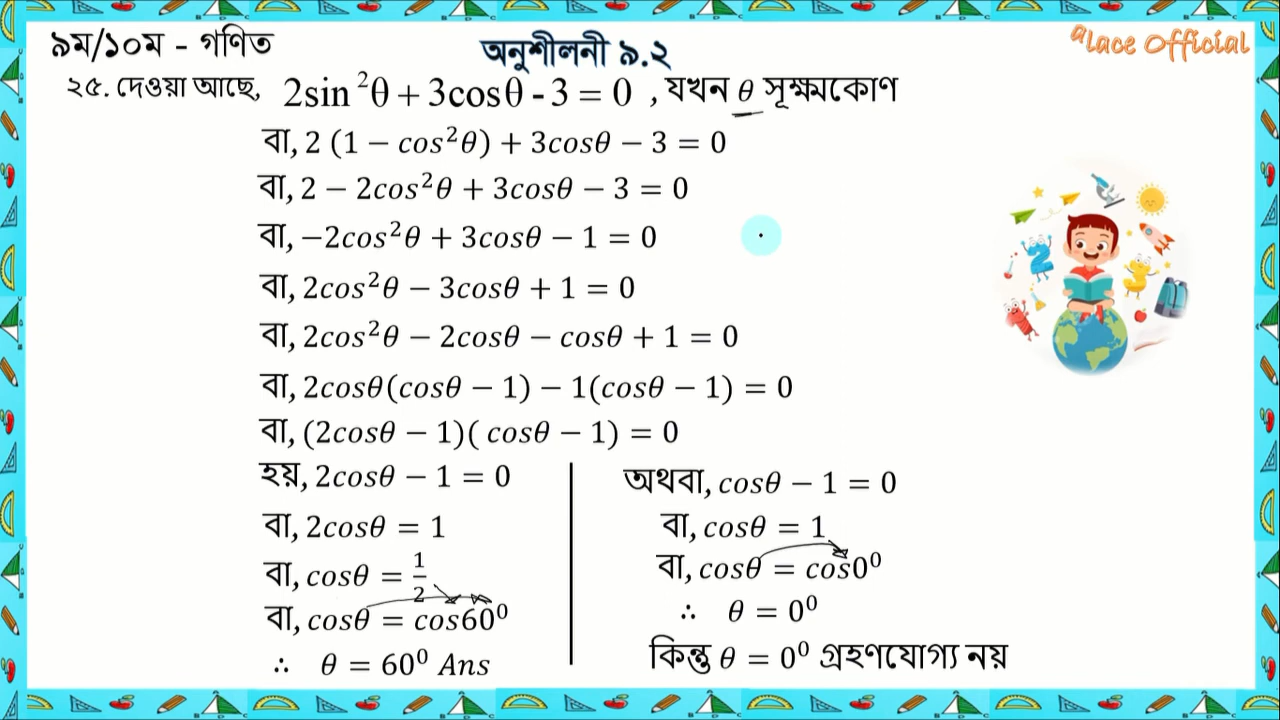 ৯ম/১০ম - গণিত
অনুশীলনী ৯.২
aLace Official
২৫. দেওয়া আছে, 2sin²θ + 3cosθ - 3 = 0 , যখন θ সূক্ষ্মকোণ
বা, 2 (1 − cos²θ) + 3cosθ − 3 = 0
বা, 2 − 2cos²θ + 3cosθ − 3 = 0
বা, −2cos²θ + 3cosθ − 1 = 0
বা, 2cos²θ − 3cosθ + 1 = 0
বা, 2cos²θ − 2cosθ − cosθ + 1 = 0
বা, 2cosθ(cosθ − 1) − 1(cosθ − 1) = 0
বা, (2cosθ − 1)( cosθ − 1) = 0
হয়, 2cosθ − 1 = 0
বা, 2cosθ = 1
বা, cosθ = 1/2
বা, cosθ = cos60⁰
∴ θ = 60⁰ Ans
অথবা, cosθ − 1 = 0
বা, cosθ = 1
বা, cosθ = cos0⁰
∴ θ = 0⁰
কিন্তু θ = 0⁰ গ্রহণযোগ্য নয়